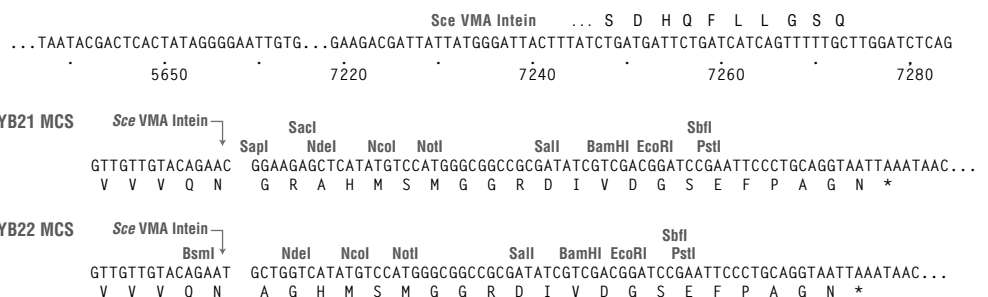 Sce VMA Intein ... S D H Q F L L G S Q
...TAATACGACTCACTATAGGGGAATTGTG...GAAGACGATTATTATGGGATTACTTTATCTGATGATTCTGATCATCAGTTTTTGCTTGGATCTCAG
5650 7220 7240 7260 7280
YB21 MCS Sce VMA Intein
SacI SbfI
SapI NdeI NcoI NotI SalI BamHI EcoRI PstI
GTTGTTGTACAGAAC GGAAGAGCTCATATGTCCATGGGCGGCCGCGATATCGTCGACGGATCCGAATTCCCTGCAGGTAATTAAATAAC...
V V V Q N G R A H M S M G G R D I V D G S E F P A G N *
YB22 MCS Sce VMA Intein
SbfI
BsmI NdeI NcoI NotI SalI BamHI EcoRI PstI
GTTGTTGTACAGAAT GCTGGTCATATGTCCATGGGCGGCCGCGATATCGTCGACGGATCCGAATTCCCTGCAGGTAATTAAATAAC...
V V V Q N A G H M S M G G R D I V D G S E F P A G N *